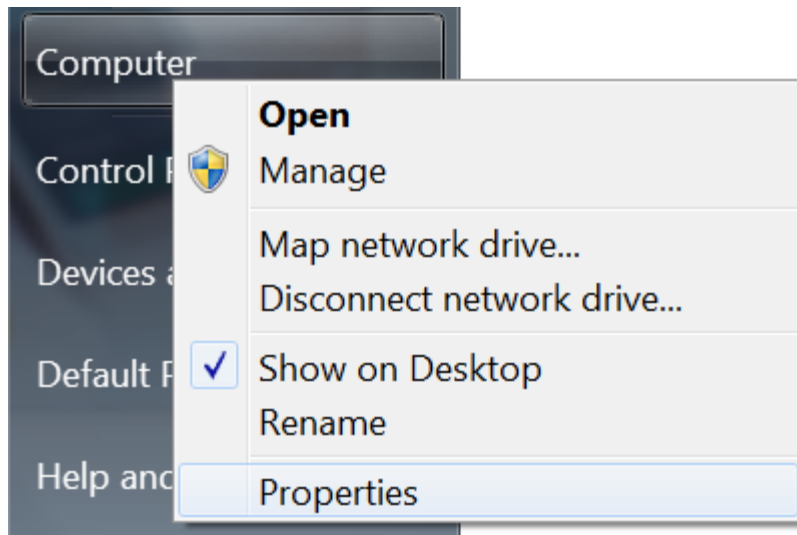 Computer
Open
Control
Manage
Map network drive...
Devices
Disconnect network drive...
Default
Show on Desktop
Rename
Help and
Properties